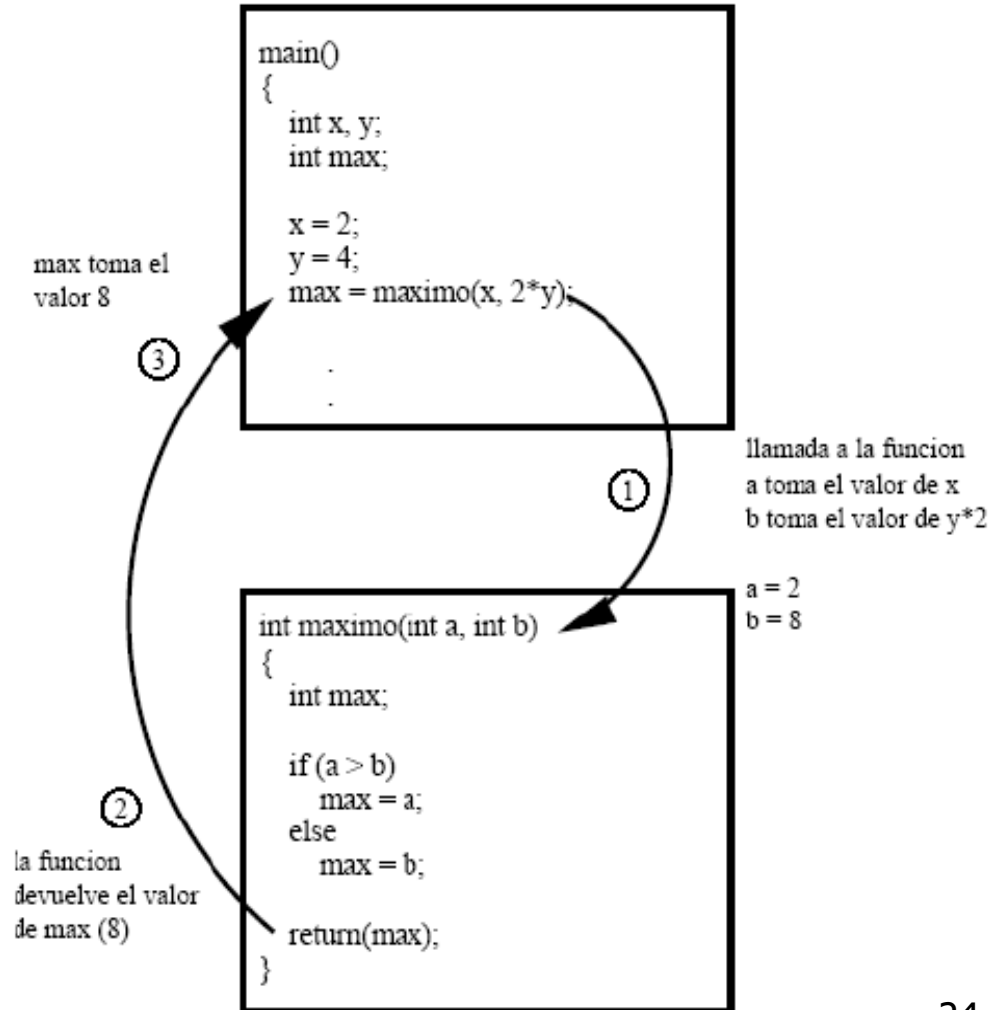 main()
{
int x, y;
int max;
x = 2;
y = 4;
max = maximo(x, 2*y);
.
.
max toma el
valor 8
3
1
llamada a la funcion
a toma el valor de x
b toma el valor de y*2
a = 2
b = 8
int maximo(int a, int b)
{
int max;
if (a > b)
max = a;
else
max = b;
return(max);
}
2
la funcion
devuelve el valor
de max (8)